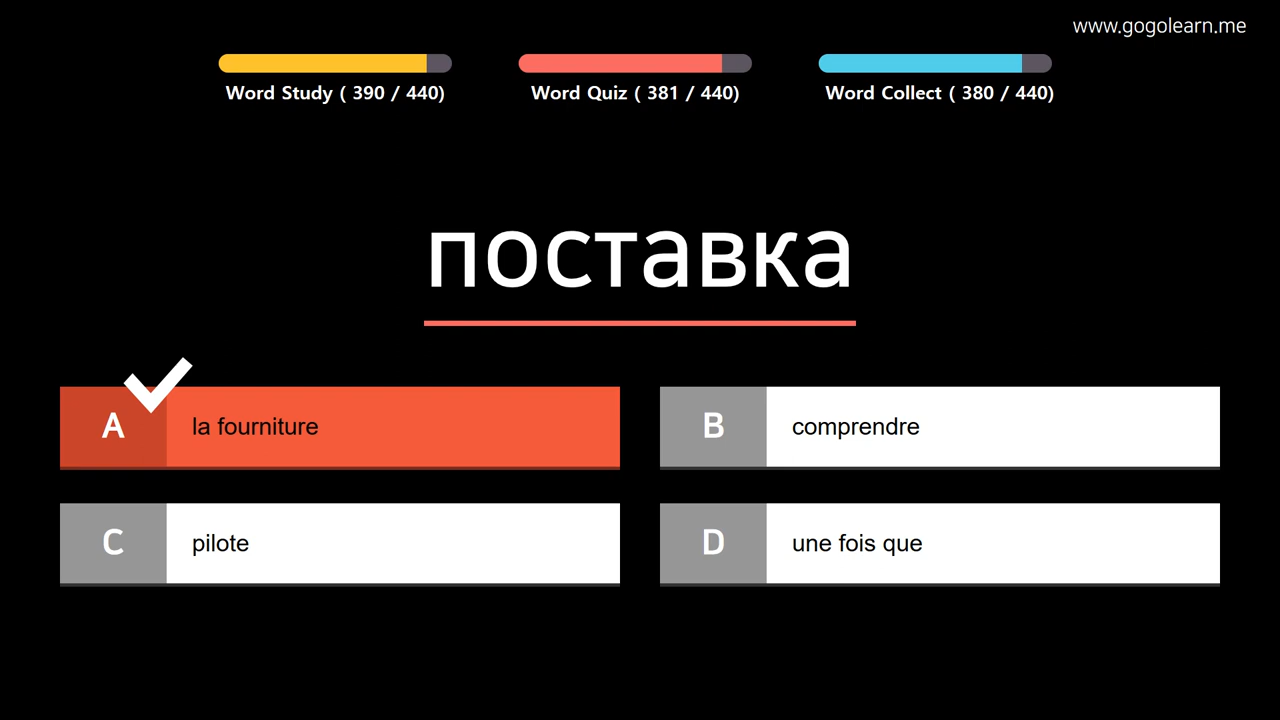 www.gogolearn.me
Word Study ( 390 / 440)
Word Quiz ( 381 / 440)
Word Collect ( 380 / 440)
поставка
A la fourniture
B comprendre
C pilote
D une fois que